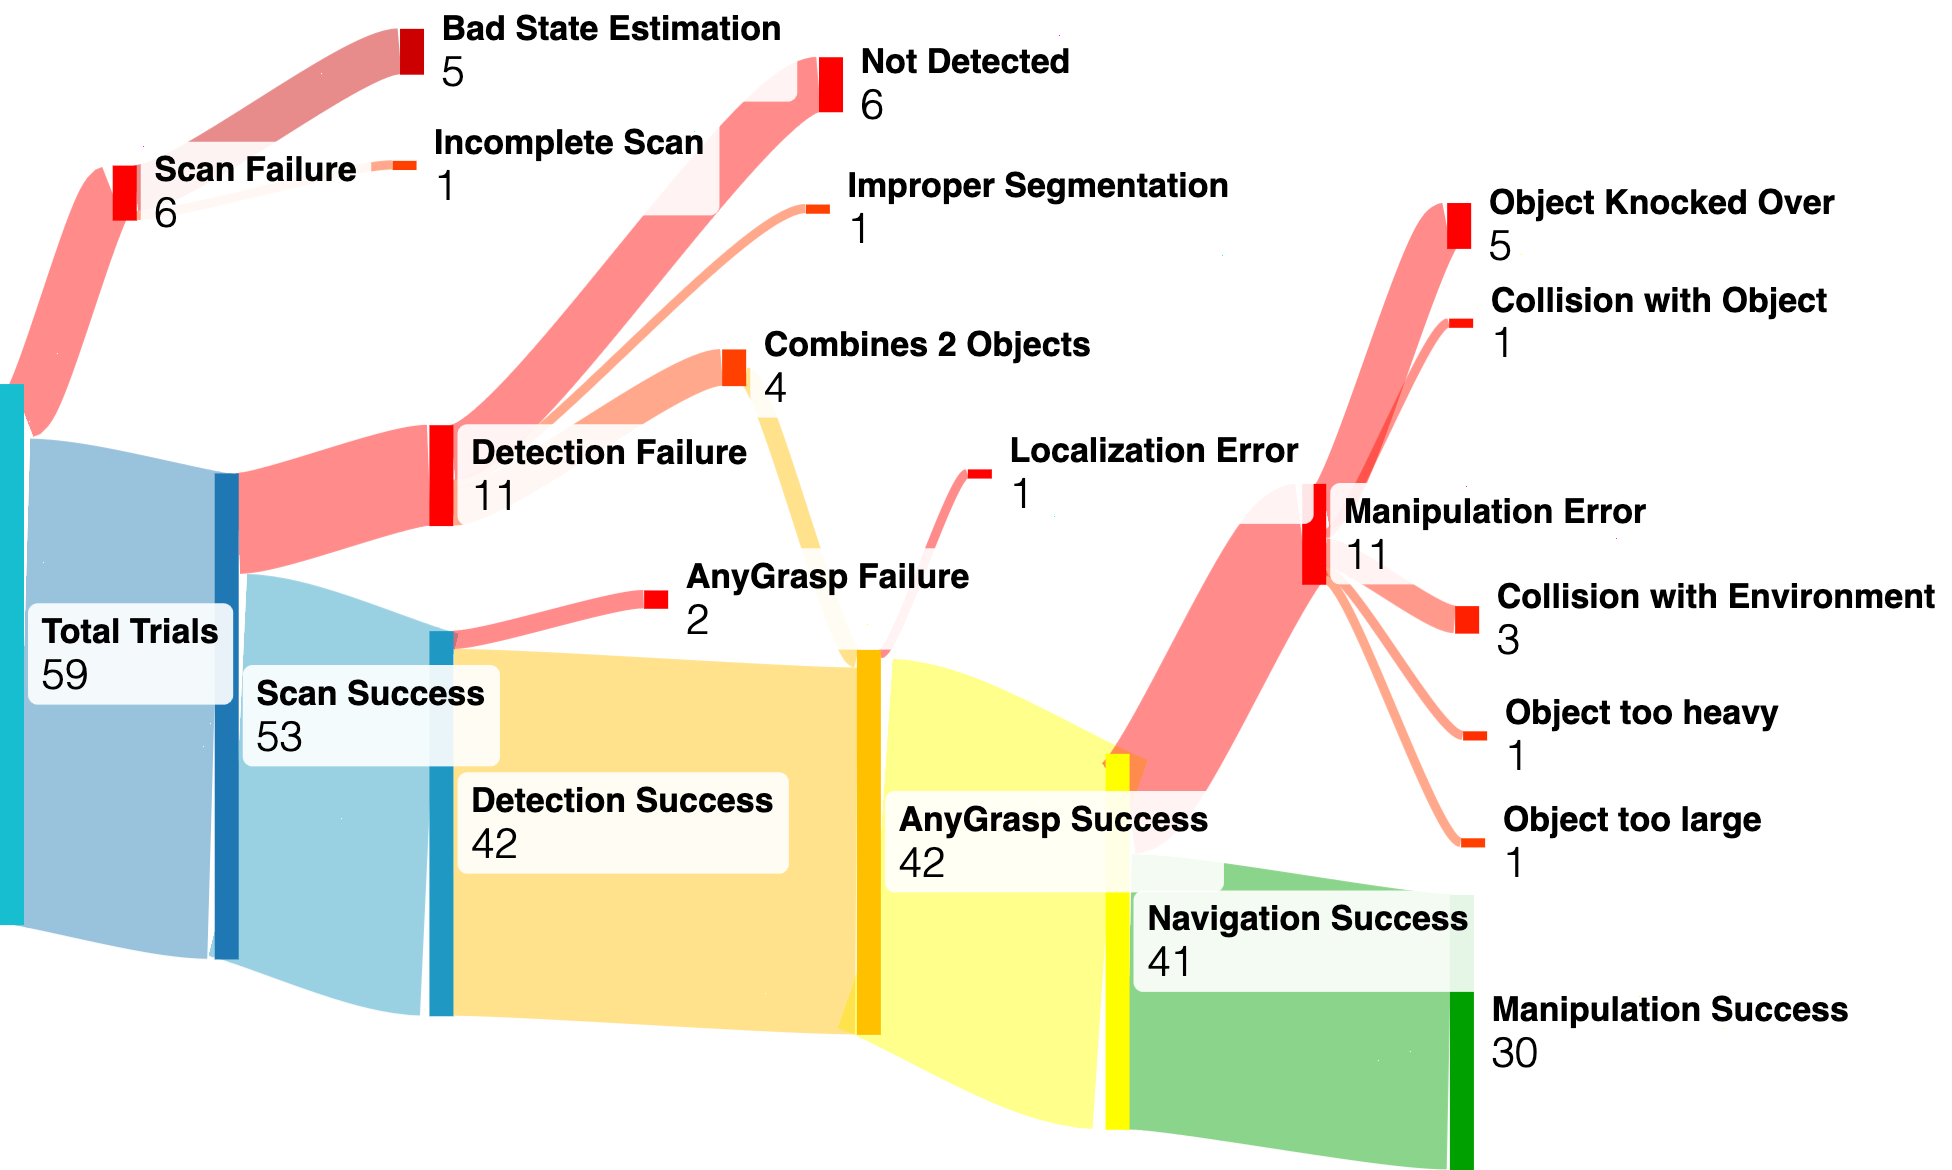 Bad State Estimation
5
Incomplete Scan
1
Scan Failure
6
Not Detected
6
Improper Segmentation
1
Combines 2 Objects
4
Detection Failure
11
Localization Error
1
AnyGrasp Failure
2
Total Trials
59
Scan Success
53
Detection Success
42
AnyGrasp Success
42
Object Knocked Over
5
Collision with Object
1
Manipulation Error
11
Collision with Environment
3
Object too heavy
1
Object too large
1
Navigation Success
41
Manipulation Success
30